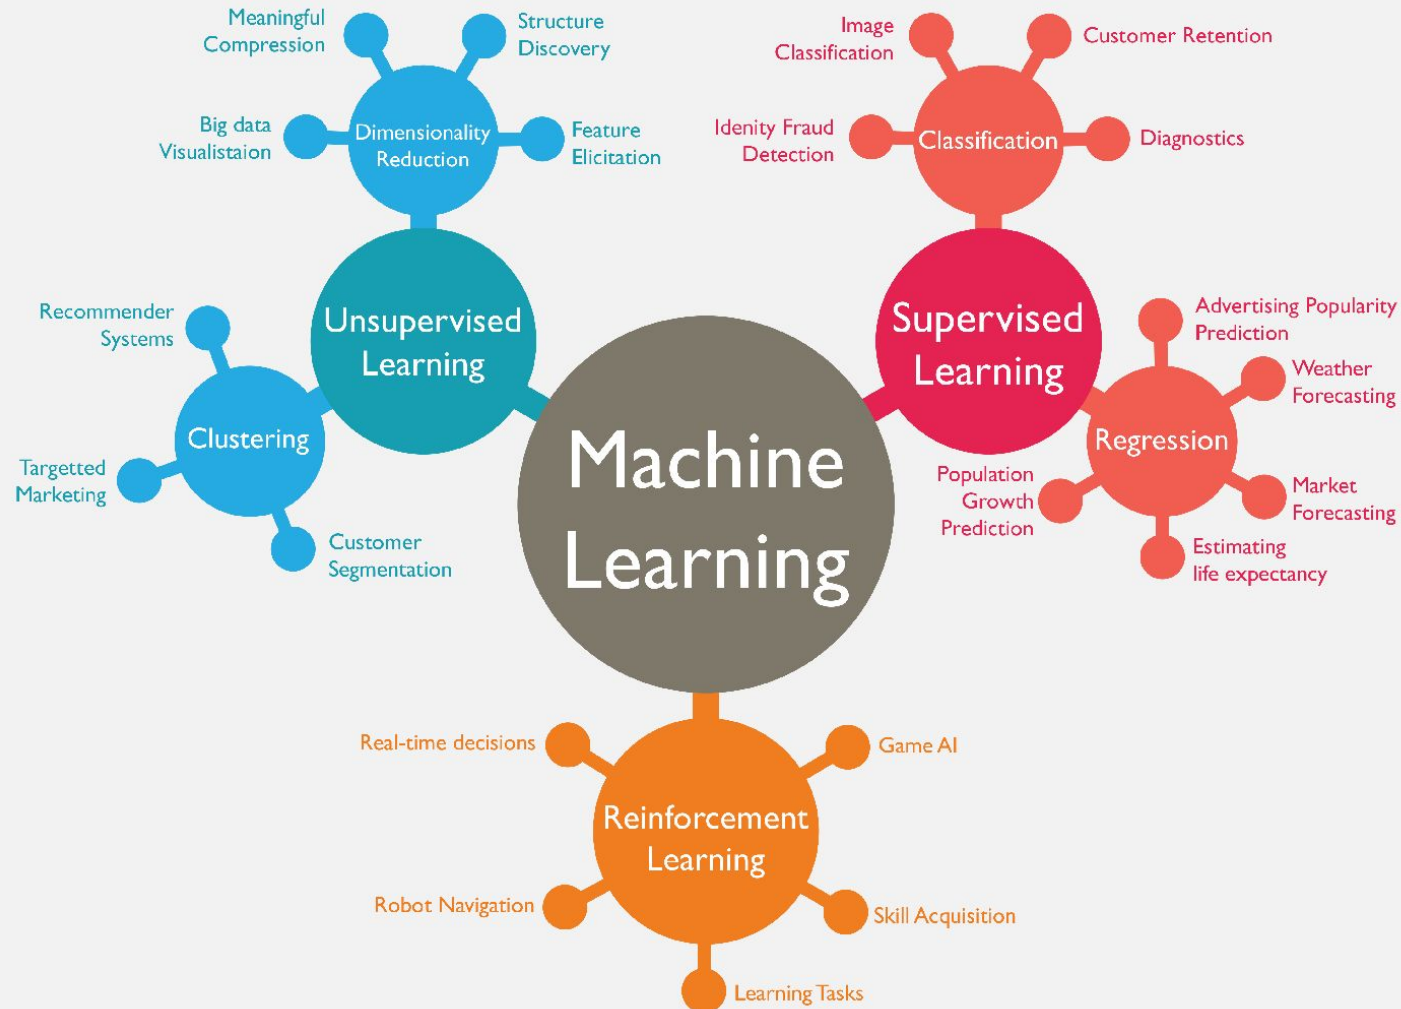 Meaningful
Compression
Structure
Discovery
Big data
Visualistaion
Dimensionality
Reduction
Feature
Elicitation
Image
Classification
Customer Retention
Idenity Fraud
Detection
Classification
Diagnostics
Unsupervised
Learning
Recommender
Systems
Clustering
Targetted
Marketing
Customer
Segmentation
Machine
Learning
Supervised
Learning
Advertising Popularity
Prediction
Weather
Forecasting
Regression
Population
Growth
Prediction
Market
Forecasting
Estimating
life expectancy
Real-time decisions
Game AI
Reinforcement
Learning
Robot Navigation
Skill Acquisition
Learning Tasks